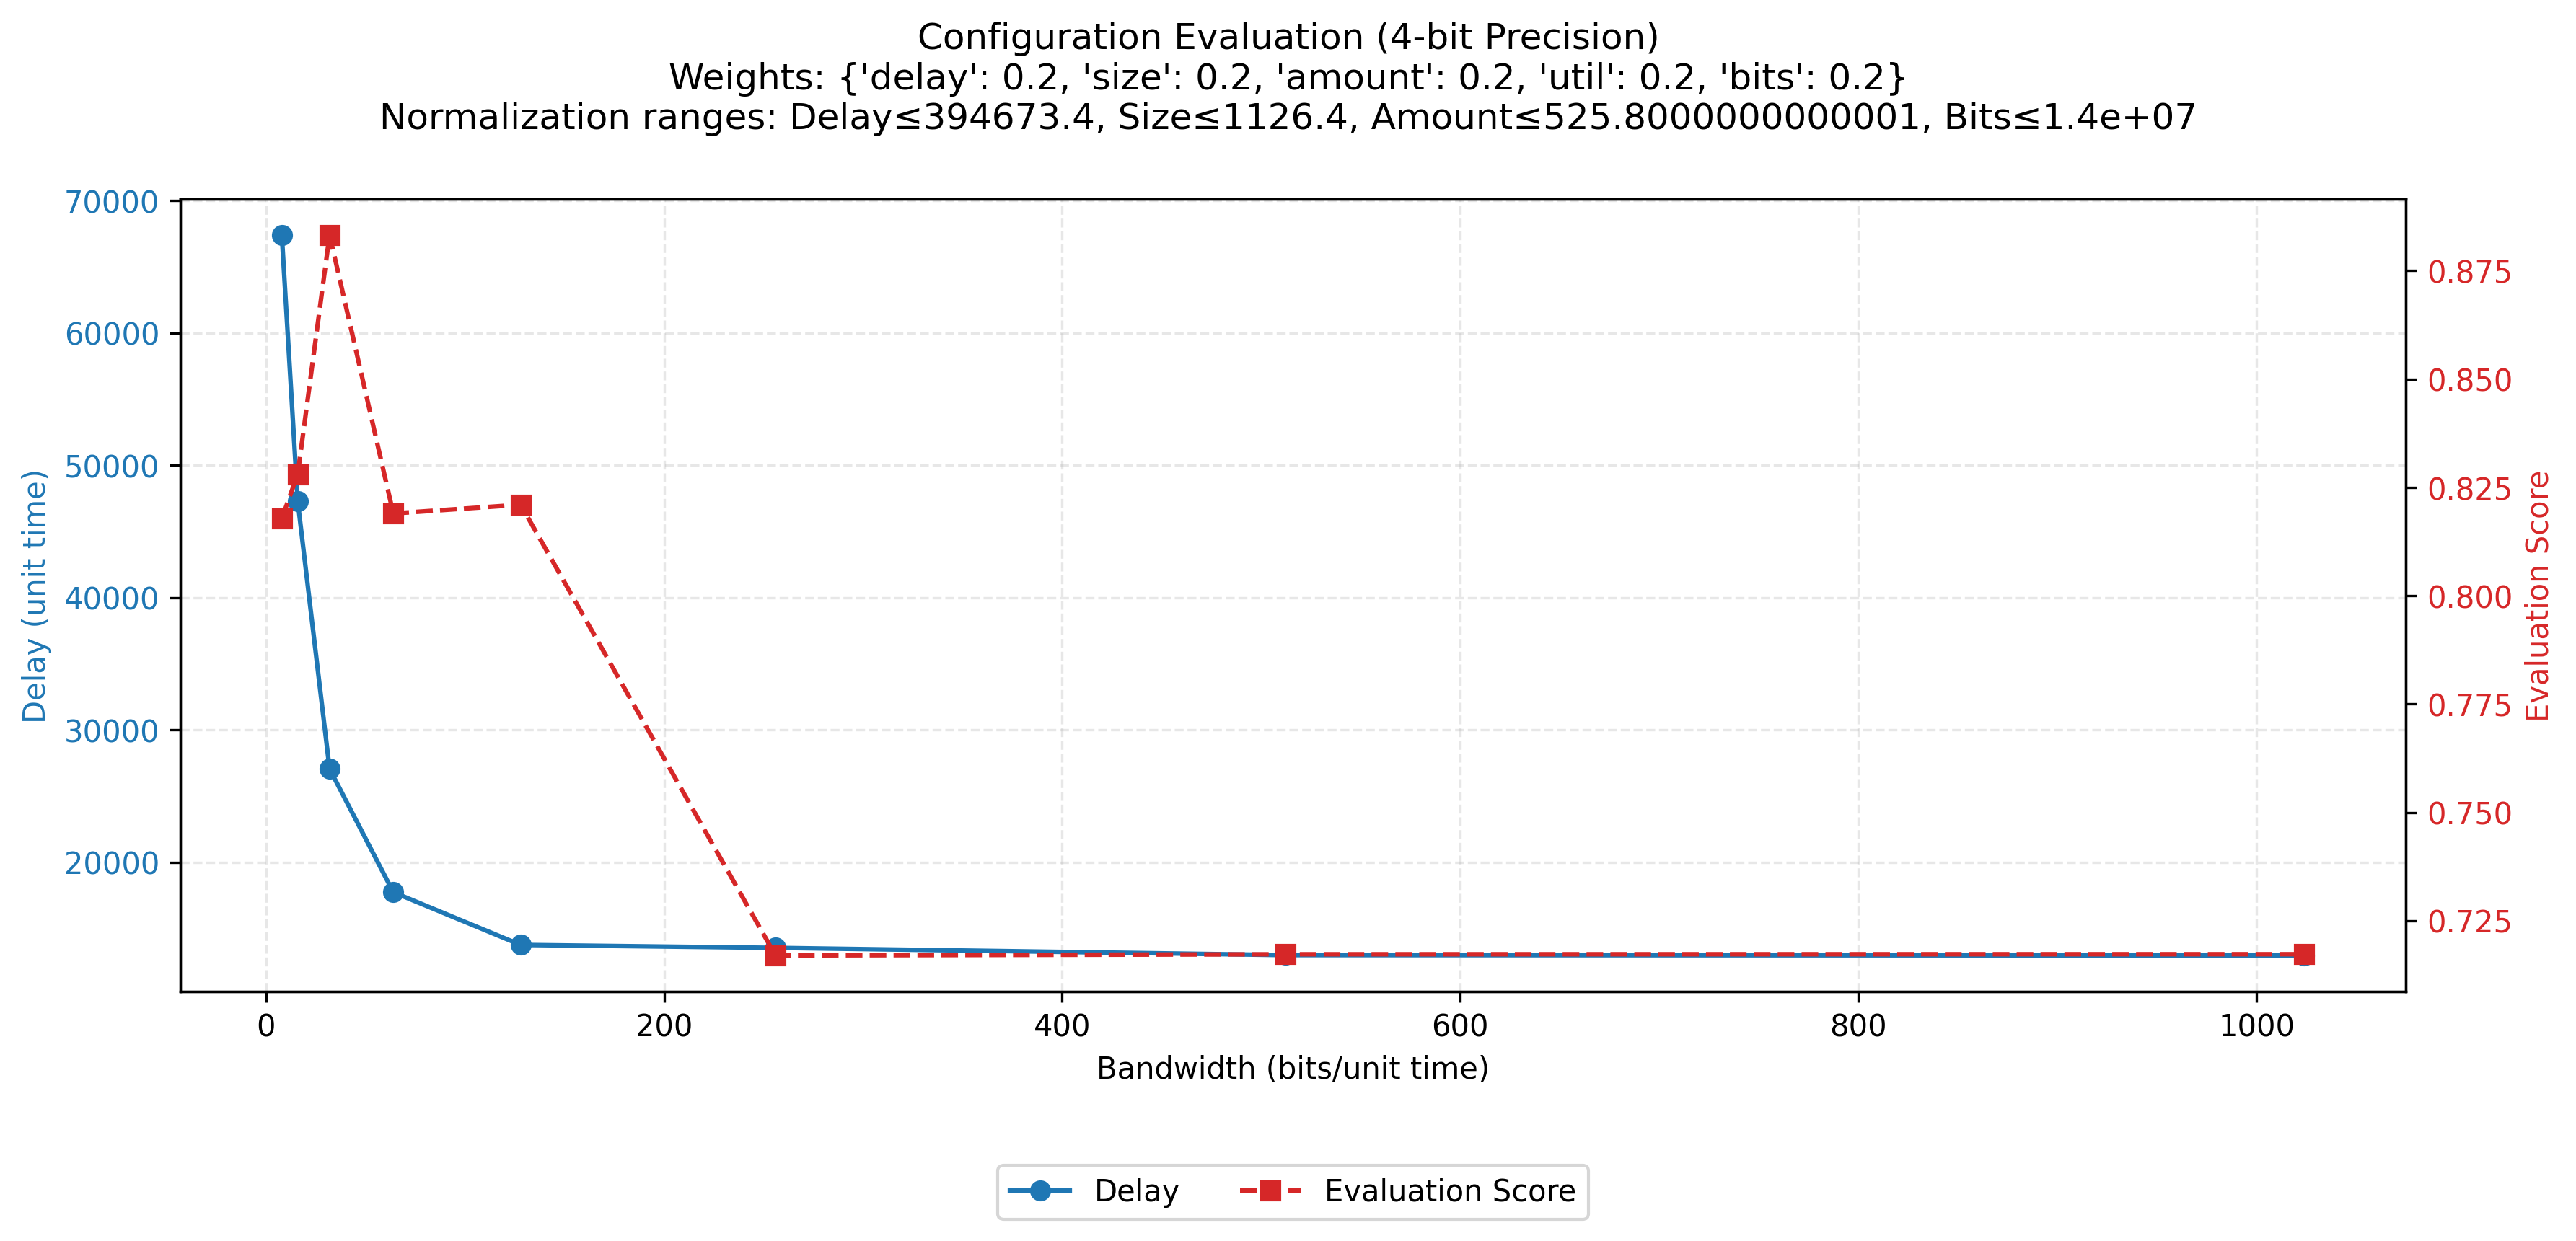 Configuration Evaluation (4-bit Precision)
Weights: {'delay': 0.2, 'size': 0.2, 'amount': 0.2, 'util': 0.2, 'bits': 0.2}
Normalization ranges: Delay≤394673.4, Size≤1126.4, Amount≤525.8000000000001, Bits≤1.4e+07
70000
60000
50000
40000
30000
20000
Delay (unit time)
0.875
0.850
0.825
0.800
0.775
0.750
0.725
Evaluation Score
0 200 400 600 800 1000
Bandwidth (bits/unit time)
Delay Evaluation Score